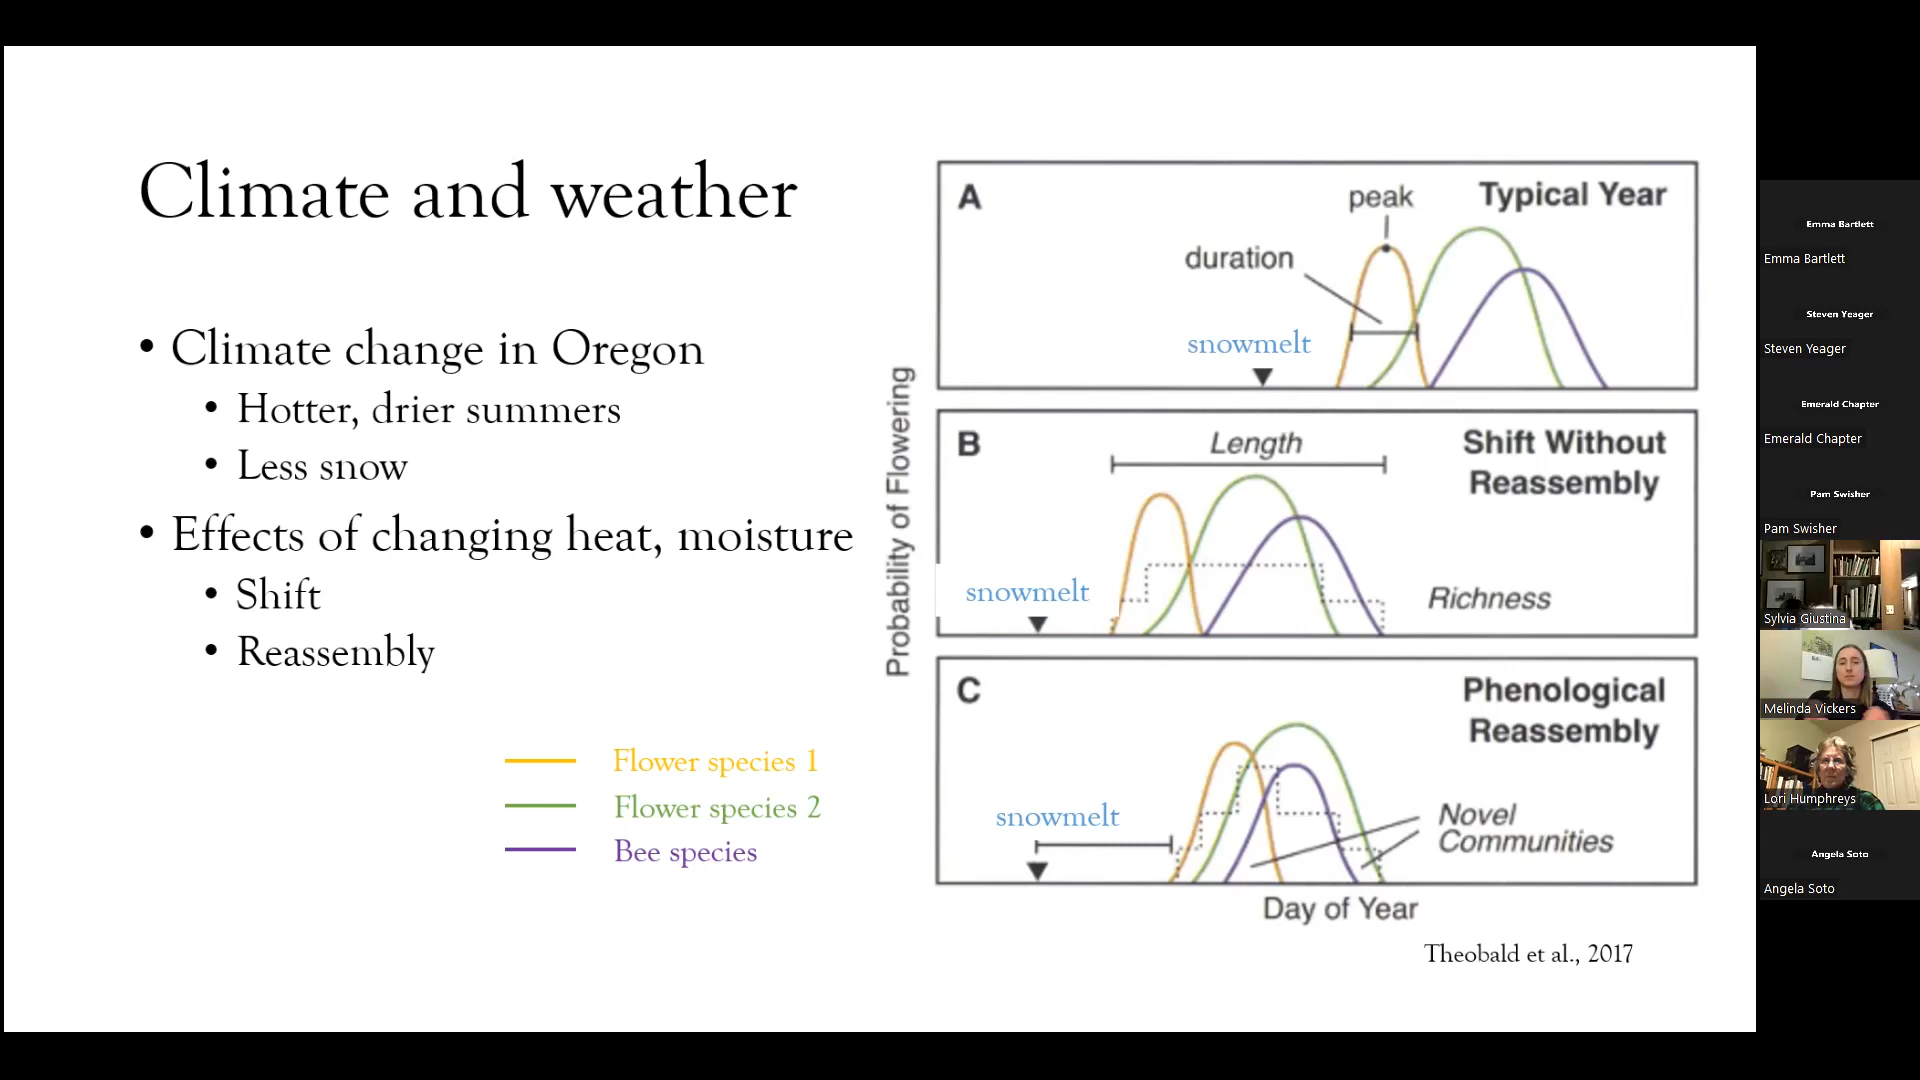 Climate and weather
• Climate change in Oregon
• Hotter, drier summers
• Less snow
• Effects of changing heat, moisture
• Shift
• Reassembly
Flower species 1
Flower species 2
Bee species
Probability of Flowering
A
peak
Typical Year
duration
snowmelt
B
Length
Shift Without
Reassembly
snowmelt
Richness
C
Phenological
Reassembly
snowmelt
Novel
Communities
Day of Year
Theobald et al., 2017
Emma Bartlett
Emma Bartlett
Steven Yeager
Steven Yeager
Emerald Chapter
Emerald Chapter
Pam Swisher
Pam Swisher
Sylvia Giustina
Melinda Vickers
Lori Humphreys
Angela Soto
Angela Soto